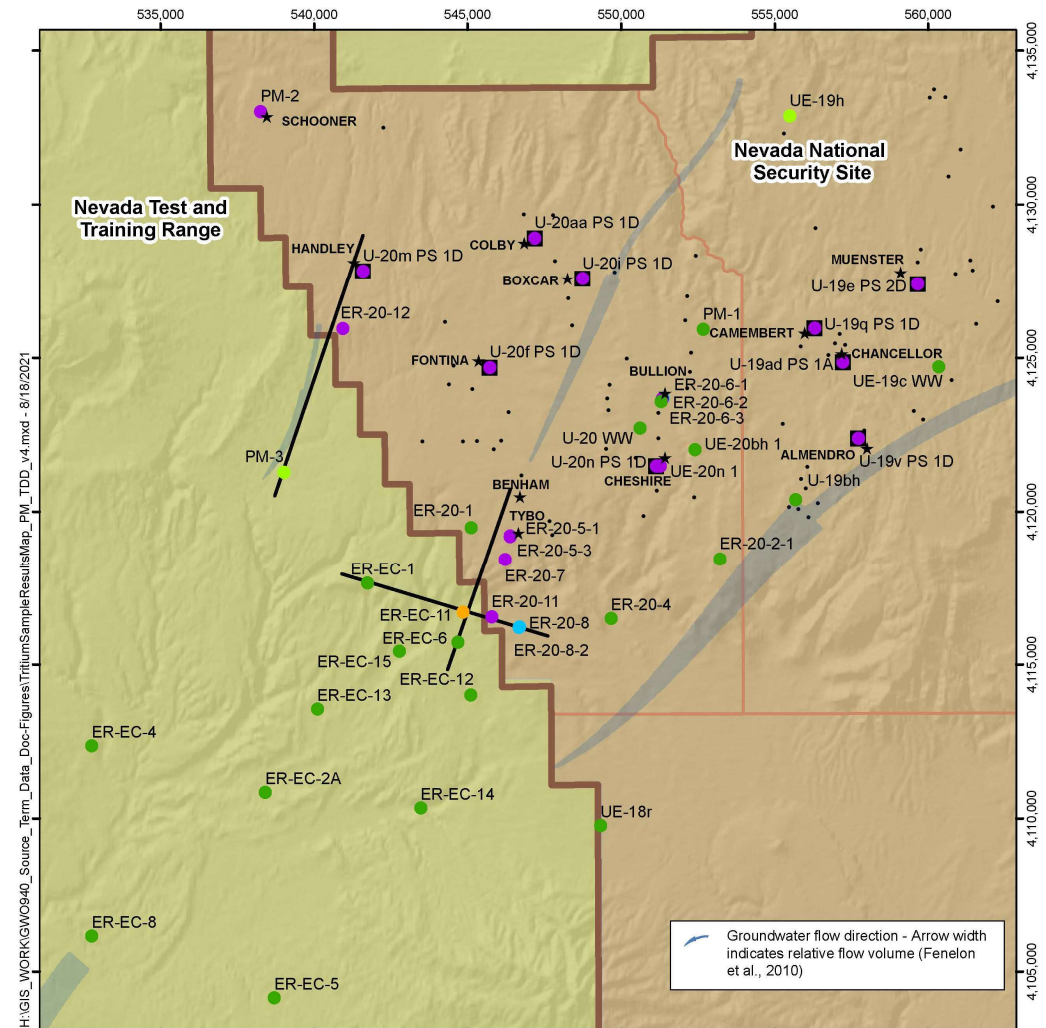 535,000
540,000
545,000
550,000
555,000
560,000
4,135,000
PM-2
SCHOONER
UE-19h
Nevada National
Security Site
4,130,000
Nevada Test and
Training Range
U-20aa PS 1D
COLBY
HANDLEY
U-20m PS 1D
U-20i PS 1D
BOXCAR
MUENSTER
U-19e PS 2D
ER-20-12
PM-1
CAMEMBERT
U-19q PS 1D
4,125,000
FONTINA
U-20f PS 1D
U-19ad PS 1A
CHANCELLOR
BULLION
ER-20-6-1
ER-20-6-2
ER-20-6-3
UE-19c WW
U-20 WW
UE-20bh 1
ALMENDRO
U-19v PS 1D
PM-3
U-20n PS 1D
UE-20n 1
CHESHIRE
U-19bh
BENHAM
4,120,000
ER-20-1
TYBO
ER-20-5-1
ER-20-5-3
ER-20-2-1
ER-20-7
ER-EC-1
ER-20-11
ER-EC-11
ER-20-8
ER-20-4
ER-EC-6
ER-20-8-2
ER-EC-15
ER-EC-12
4,115,000
ER-EC-13
ER-EC-4
ER-EC-2A
ER-EC-14
UE-18r
4,110,000
ER-EC-8
Groundwater flow direction - Arrow width
indicates relative flow volume (Fenelon
et al., 2010)
ER-EC-5
4,105,000
H:\GIS_WORK\GWO940_Source_Term_Data_Doc-Figures\TritiumSampleResultsMap_PM_TDD_v4.mxd - 8/18/2021